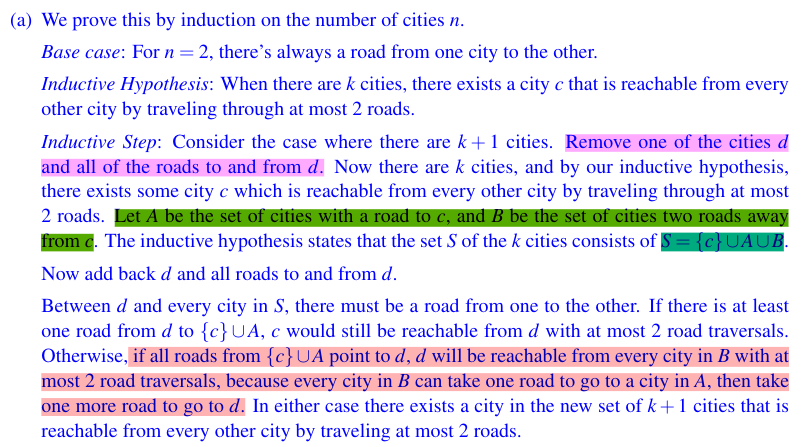 (a) We prove this by induction on the number of cities n.
Base case: For n = 2, there's always a road from one city to the other.
Inductive Hypothesis: When there are k cities, there exists a city c that is reachable from every
other city by traveling through at most 2 roads.
Inductive Step: Consider the case where there are k + 1 cities. Remove one of the cities d
and all of the roads to and from d. Now there are k cities, and by our inductive hypothesis,
there exists some city c which is reachable from every other city by traveling through at most
2 roads. Let A be the set of cities with a road to c, and B be the set of cities two roads away
from c. The inductive hypothesis states that the set S of the k cities consists of S = {c} ∪ A ∪ B.
Now add back d and all roads to and from d.
Between d and every city in S, there must be a road from one to the other. If there is at least
one road from d to {c} ∪ A, c would still be reachable from d with at most 2 road traversals.
Otherwise, if all roads from {c} ∪ A point to d, d will be reachable from every city in B with at
most 2 road traversals, because every city in B can take one road to go to a city in A, then take
one more road to go to d. In either case there exists a city in the new set of k + 1 cities that is
reachable from every other city by traveling at most 2 roads.